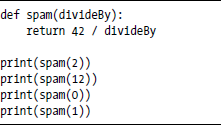 def spam(divideBy):
    return 42 / divideBy

print(spam(2))
print(spam(12))
print(spam(0))
print(spam(1))